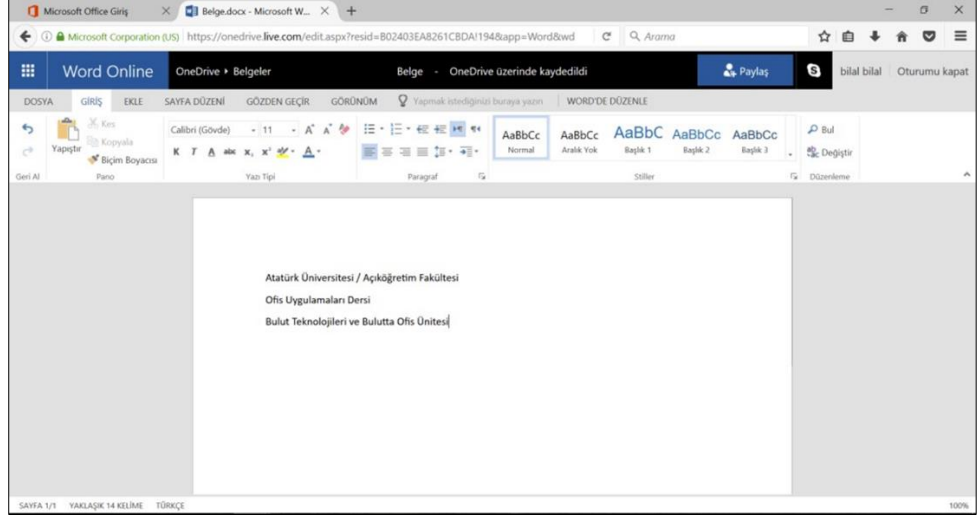 Microsoft Office Giriş
Belge.docx - Microsoft W...
Microsoft Corporation (US) https://onedrive.live.com/edit.aspx?resid=B02403EA8261CBDA!194&app=Word&wd
Arama
Word Online OneDrive Belgeler Belge - OneDrive üzerinde kaydedildi Paylaş bilal bilal Oturumu kapat
DOSYA GİRİŞ EKLE SAYFA DÜZENİ GÖZDEN GEÇİR GÖRÜNÜM Yapmak istediğinizi buraya yazın WORD'DE DÜZENLE
Yapıştır
Kes
Kopyala
Biçim Boyacısı
Calibri (Gövde) 11
K T A abc x₂ x²
AaBbCc Normal
AaBbCc Aralık Yok
AaBbC Başlık 1
AaBbCc Başlık 2
AaBbCc Başlık 3
Bul
Değiştir
Geri Al Pano Yazı Tipi Paragraf Stiller Düzenleme
Atatürk Üniversitesi / Açıköğretim Fakültesi
Ofis Uygulamaları Dersi
Bulut Teknolojileri ve Bulutta Ofis Ünitesi
SAYFA 1/1 YAKLAŞIK 14 KELİME TÜRKÇE 100%